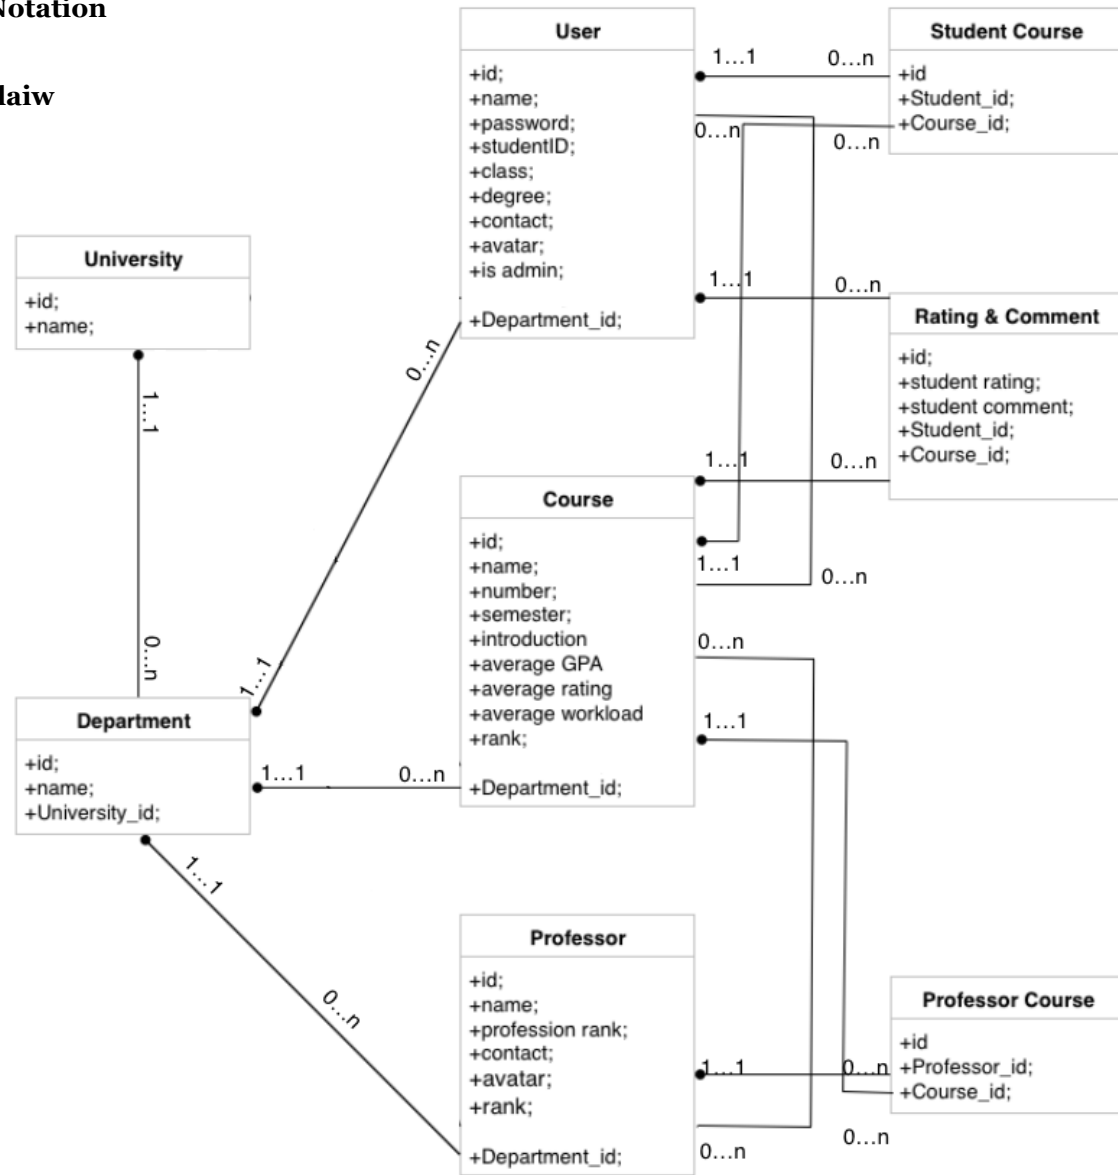 Notation
laiw
User
+id;
+name;
+password;
+studentID;
+class;
+degree;
+contact;
+avatar;
+is admin;
+Department_id;
1...1
0...n
Student Course
+id
+Student_id;
+Course_id;
0...n
0...n
University
+id;
+name;
1...1
0...n
0...n
1...1
1...1
0...n
Rating & Comment
+id;
+student rating;
+student comment;
+Student_id;
+Course_id;
1...1
0...n
Course
+id;
+name;
+number;
+semester;
+introduction
+average GPA
+average rating
+average workload
+rank;
+Department_id;
1...1
0...n
0...n
1...1
Department
+id;
+name;
+University_id;
1...1
0...n
1...1
0...n
Professor
+id;
+name;
+profession rank;
+contact;
+avatar;
+rank;
+Department_id;
1...1
0...n
0...n
0...n
Professor Course
+id
+Professor_id;
+Course_id;